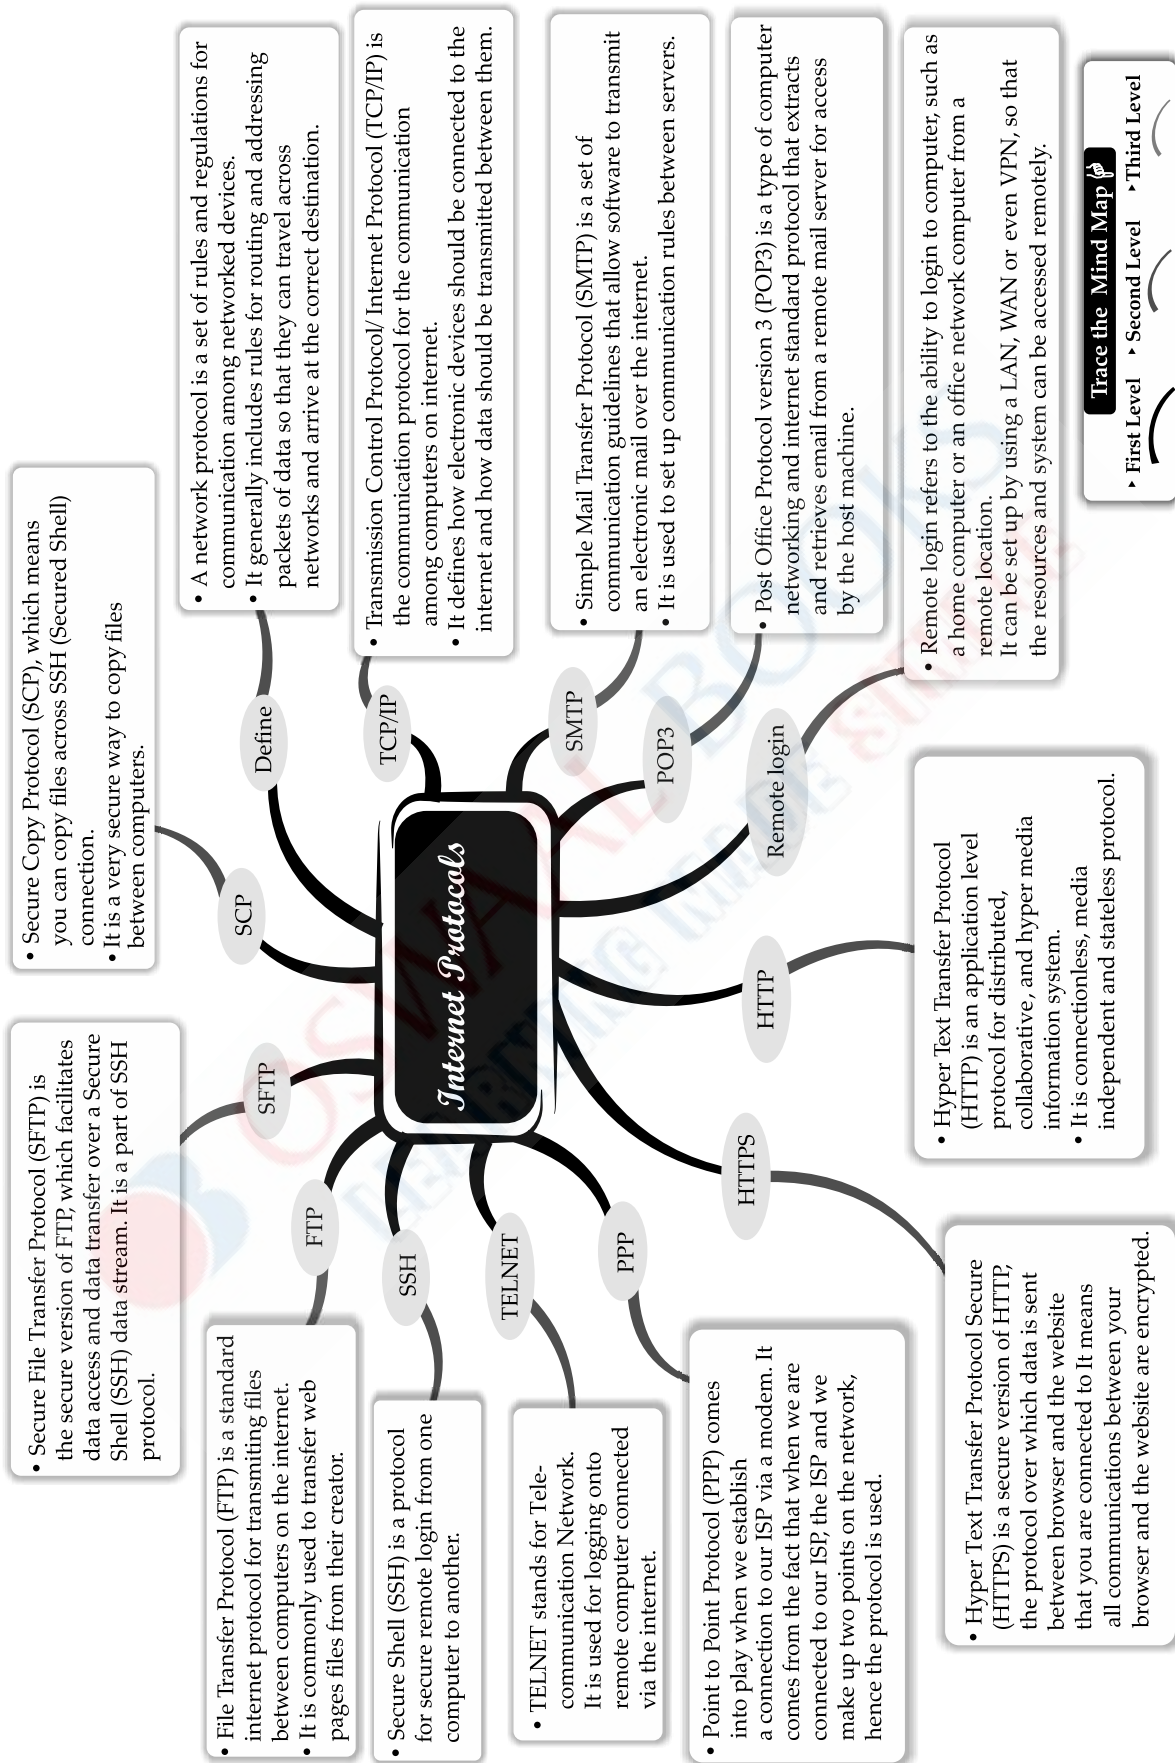 Internet Protocols
Define
• A network protocol is a set of rules and regulations for
communication among networked devices.
• It generally includes rules for routing and addressing
packets of data so that they can travel across
networks and arrive at the correct destination.
TCP/IP
• Transmission Control Protocol/ Internet Protocol (TCP/IP) is
the communication protocol for the communication
among computers on internet.
• It defines how electronic devices should be connected to the
internet and how data should be transmitted between them.
SMTP
• Simple Mail Transfer Protocol (SMTP) is a set of
communication guidelines that allow software to transmit
an electronic mail over the internet.
• It is used to set up communication rules between servers.
POP3
• Post Office Protocol version 3 (POP3) is a type of computer
networking and internet standard protocol that extracts
and retrieves email from a remote mail server for access
by the host machine.
Remote login
• Remote login refers to the ability to login to computer, such as
a home computer or an office network computer from a
remote location.
It can be set up by using a LAN, WAN or even VPN, so that
the resources and system can be accessed remotely.
HTTP
• Hyper Text Transfer Protocol
(HTTP) is an application level
protocol for distributed,
collaborative, and hyper media
information system.
• It is connectionless, media
independent and stateless protocol.
HTTPS
• Hyper Text Transfer Protocol Secure
(HTTPS) is a secure version of HTTP,
the protocol over which data is sent
between browser and the website
that you are connected to It means
all communications between your
browser and the website are encrypted.
PPP
• Point to Point Protocol (PPP) comes
into play when we establish
a connection to our ISP via a modem. It
comes from the fact that when we are
connected to our ISP, the ISP and we
make up two points on the network,
hence the protocol is used.
TELNET
• TELNET stands for Tele-
communication Network.
It is used for logging onto
remote computer connected
via the internet.
SSH
• Secure Shell (SSH) is a protocol
for secure remote login from one
computer to another.
FTP
• File Transfer Protocol (FTP) is a standard
internet protocol for transmiting files
between computers on the internet.
• It is commonly used to transfer web
pages files from their creator.
SFTP
• Secure File Transfer Protocol (SFTP) is
the secure version of FTP, which facilitates
data access and data transfer over a Secure
Shell (SSH) data stream. It is a part of SSH
protocol.
SCP
• Secure Copy Protocol (SCP), which means
you can copy files across SSH (Secured Shell)
connection.
• It is a very secure way to copy files
between computers.
Trace the Mind Map
First Level Second Level Third Level
OSWAAL BOOKS
LEARNING MADE SIMPLE